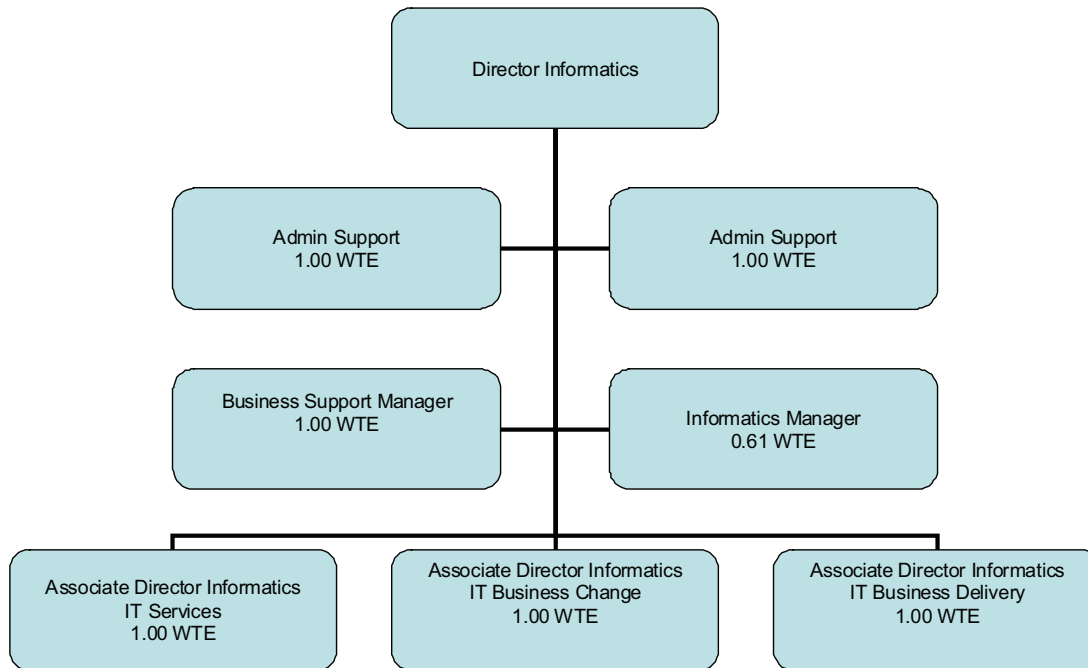 Director Informatics
Admin Support
1.00 WTE
Admin Support
1.00 WTE
Business Support Manager
1.00 WTE
Informatics Manager
0.61 WTE
Associate Director Informatics
IT Services
1.00 WTE
Associate Director Informatics
IT Business Change
1.00 WTE
Associate Director Informatics
IT Business Delivery
1.00 WTE